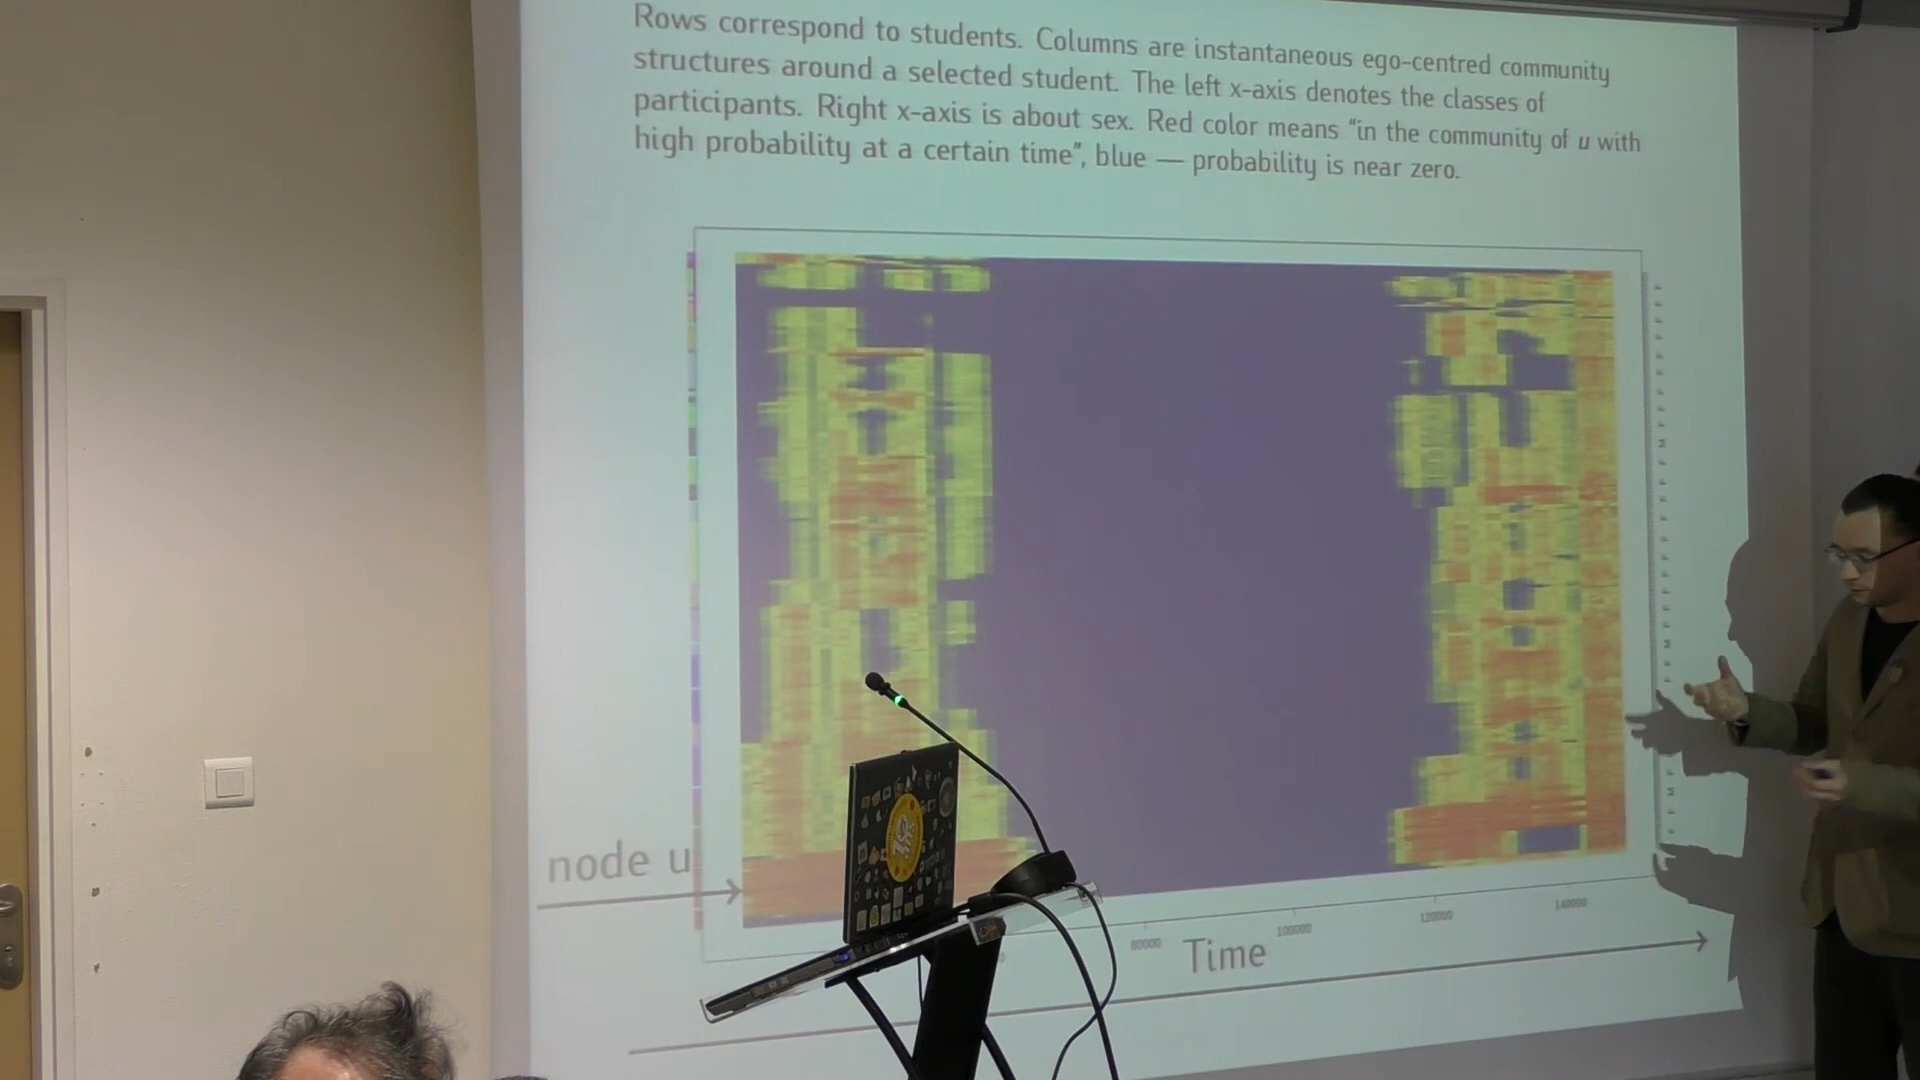 Rows correspond to students. Columns are instantaneous ego-centred community
structures around a selected student. The left x-axis denotes the classes of
participants. Right x-axis is about sex. Red color means “in the community of u with
high probability at a certain time”, blue — probability is near zero.
node u
80000
100000
120000
140000
Time